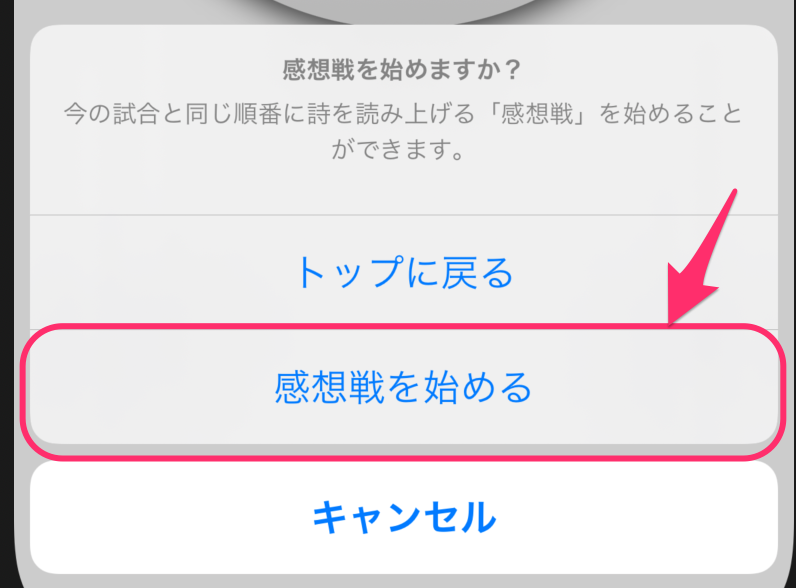 感想戦を始めますか？
今の試合と同じ順番に詩を読み上げる「感想戦」を始めること
ができます。
トップに戻る
感想戦を始める
キャンセル